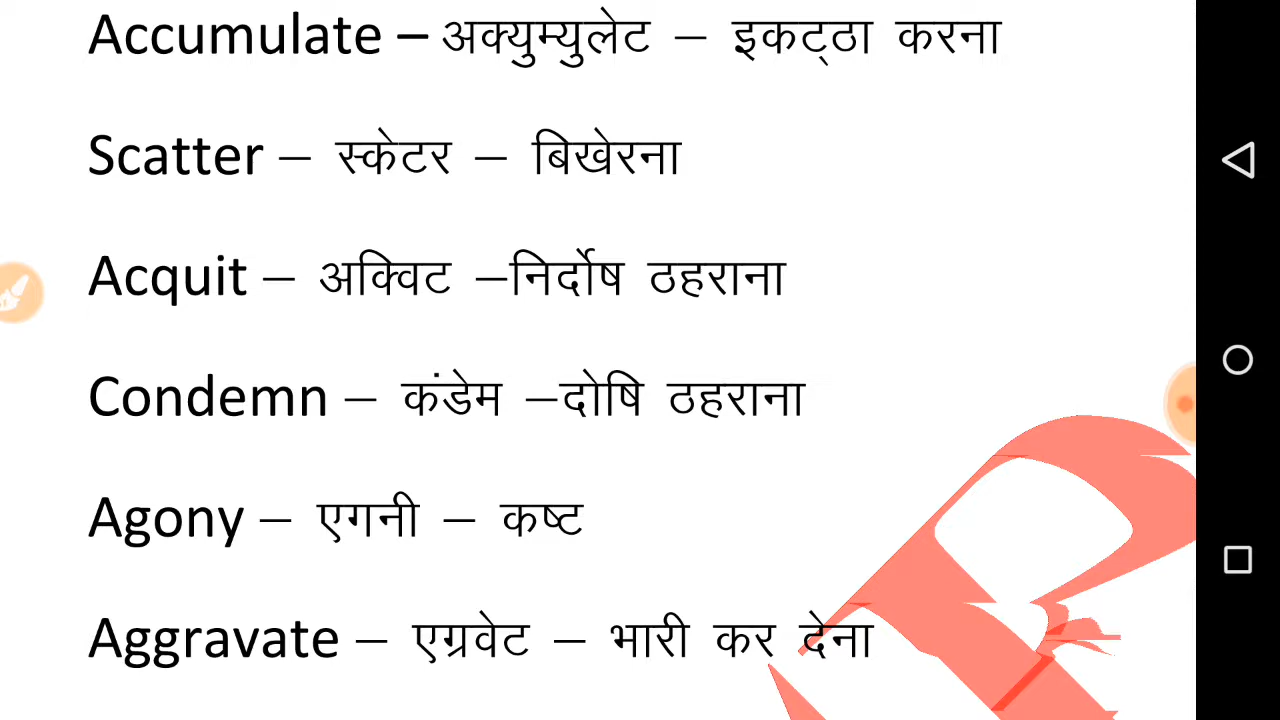 Accumulate – अक्युम्युलेट – इकट्ठा करना
Scatter – स्केटर – बिखेरना
Acquit – अक्विट –निर्दोष ठहराना
Condemn – कंडेम –दोषि ठहराना
Agony – एगनी – कष्ट
Aggravate – एग्रवेट – भारी कर देना